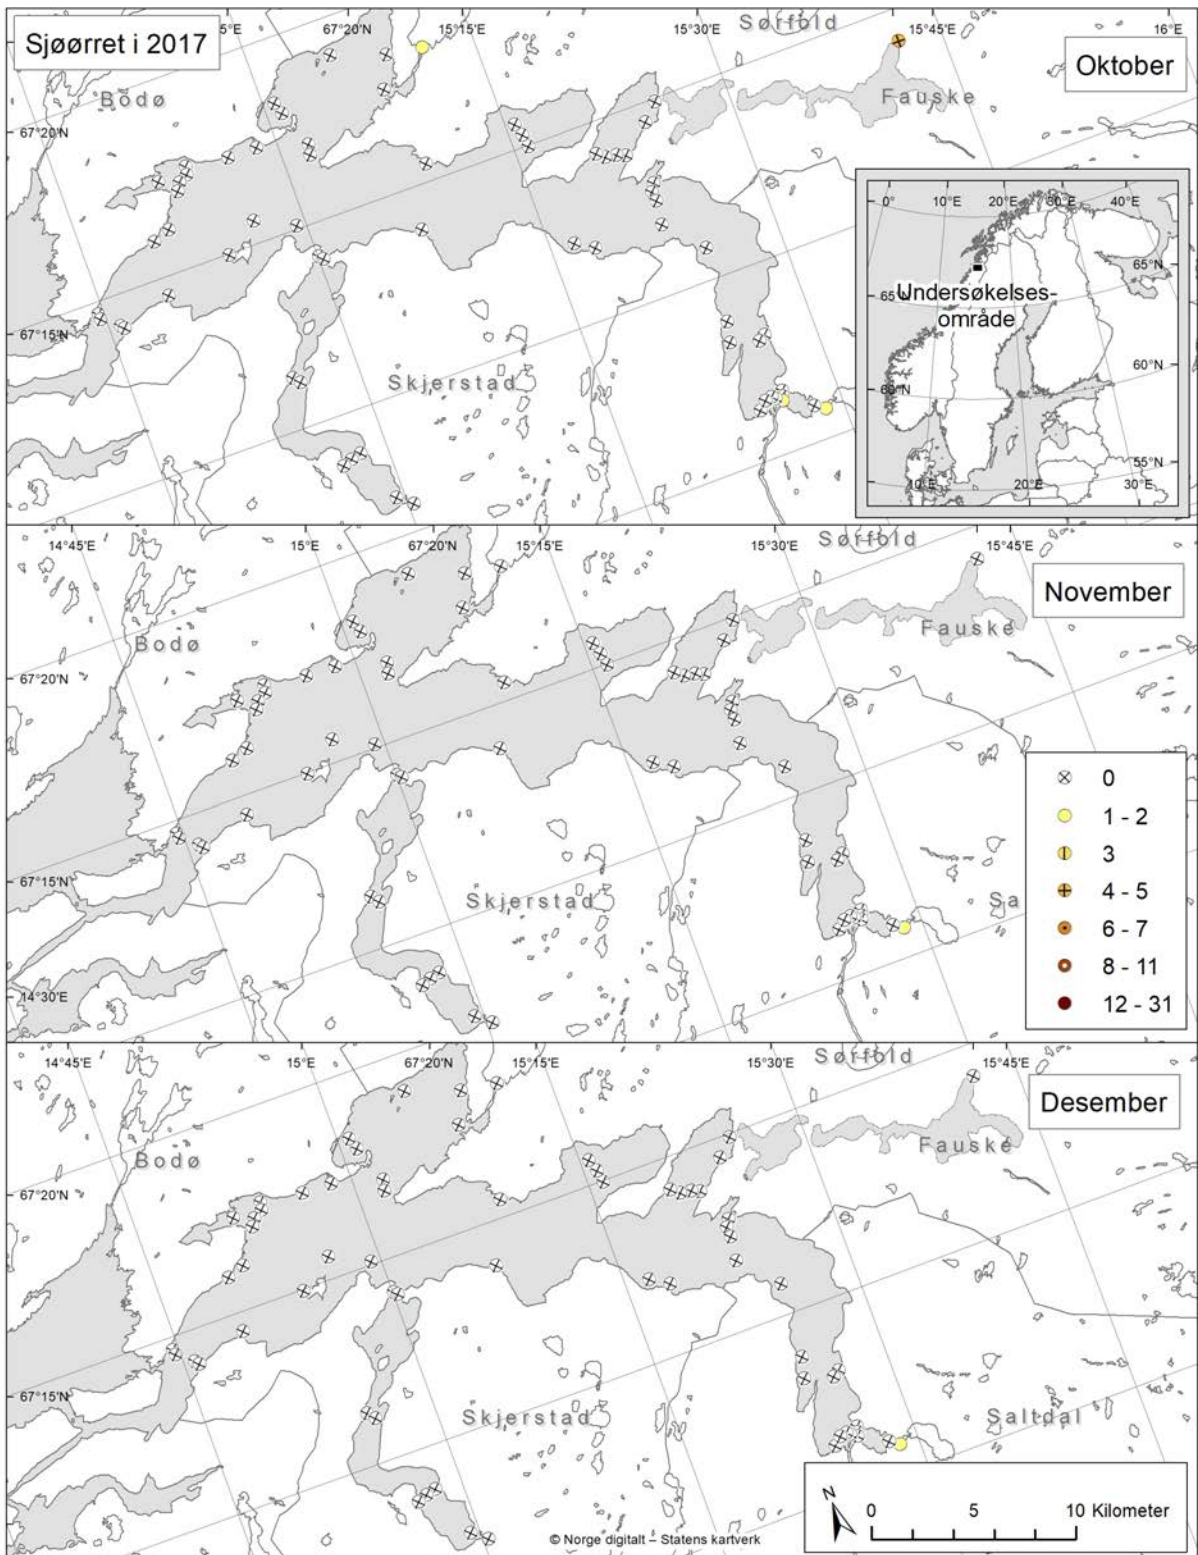 Sjøørret i 2017
5°E
67°20'N
15°15'E
15°30'E
Sørfold
15°45'E
16°E
Oktober
Bodø
Fauske
67°20'N
0°
10°E
20°E
30°E
40°E
65°N
65°N
Undersøkelses-
område
67°15'N
Skjerstad
60°N
60°N
55°N
10°E
20°E
30°E
14°45'E
15°E
67°20'N
15°15'E
15°30'E
Sørfold
15°45'E
November
Bodø
Fauske
67°20'N
0
1 - 2
3
4 - 5
6 - 7
8 - 11
12 - 31
67°15'N
Skjerstad
Sa
14°30'E
14°45'E
15°E
67°20'N
15°15'E
15°30'E
Sørfold
15°45'E
Desember
Bodø
Fauske
67°20'N
67°15'N
Skjerstad
Saltdal
N
0 5 10 Kilometer
© Norge digitalt – Statens kartverk